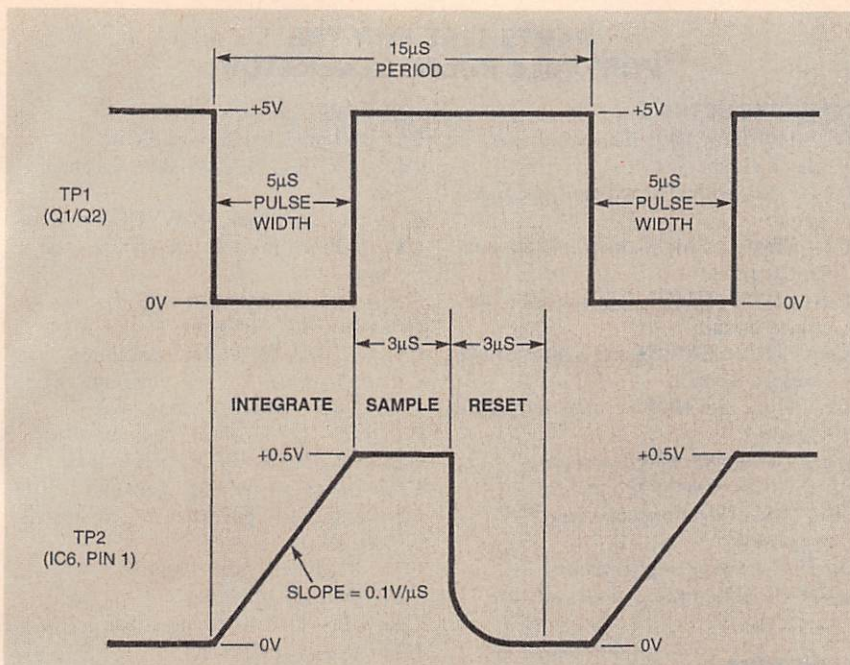 15µS
PERIOD
+5V
+5V
TP1
(Q1/Q2)
5µS
PULSE
WIDTH
5µS
PULSE
WIDTH
0V
0V
3µS
3µS
INTEGRATE
SAMPLE
RESET
+0.5V
+0.5V
TP2
(IC6, PIN 1)
SLOPE = 0.1V/µS
0V
0V